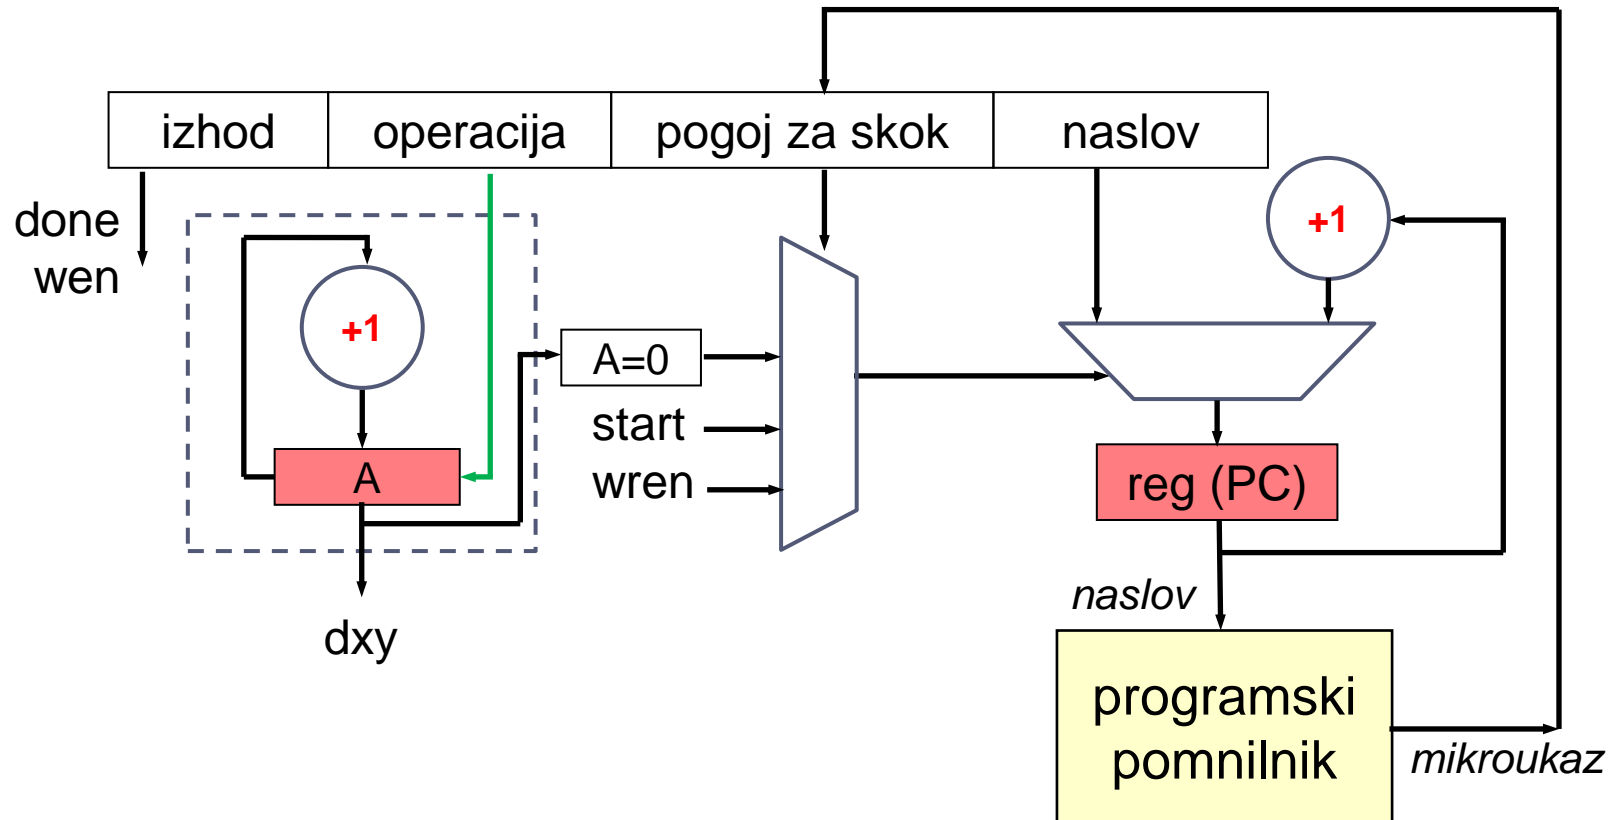 izhod
operacija
pogoj za skok
naslov
done
wen
+1
+1
A=0
A
start
wren
reg (PC)
dxy
naslov
programski
pomnilnik
mikroukaz